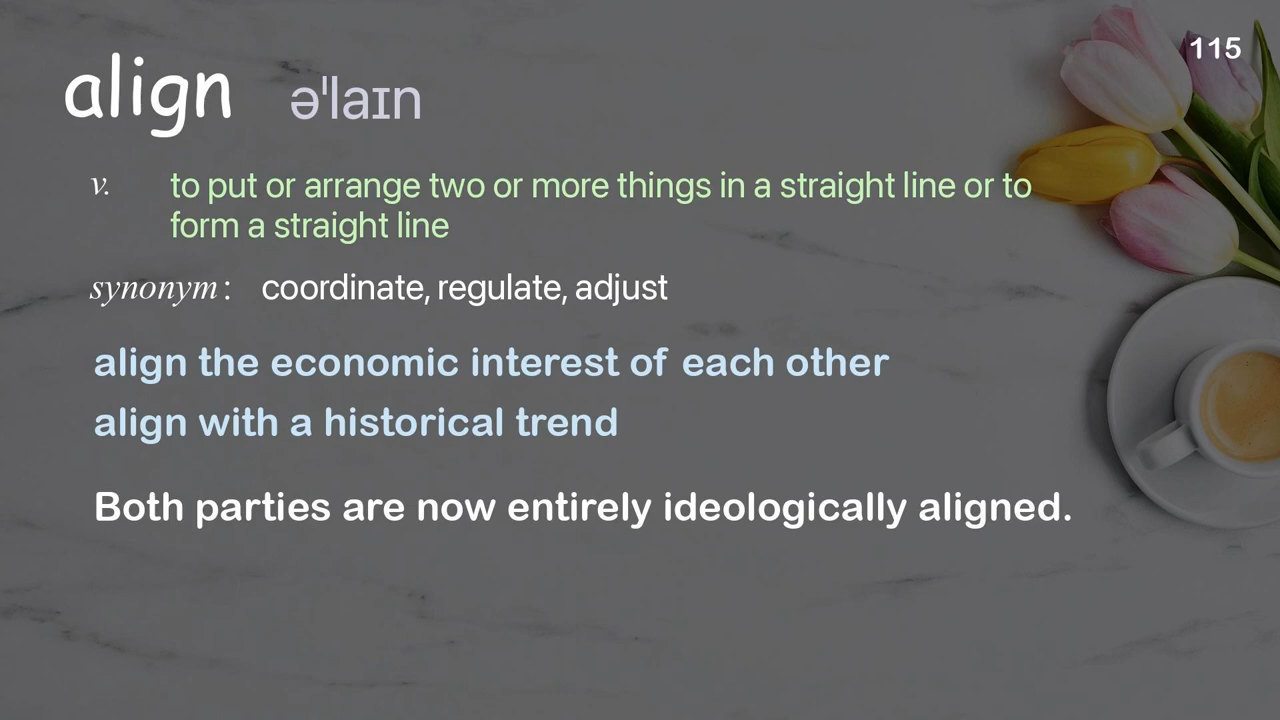 115
align əˈlaɪn
v. to put or arrange two or more things in a straight line or to
form a straight line
synonym: coordinate, regulate, adjust
align the economic interest of each other
align with a historical trend
Both parties are now entirely ideologically aligned.